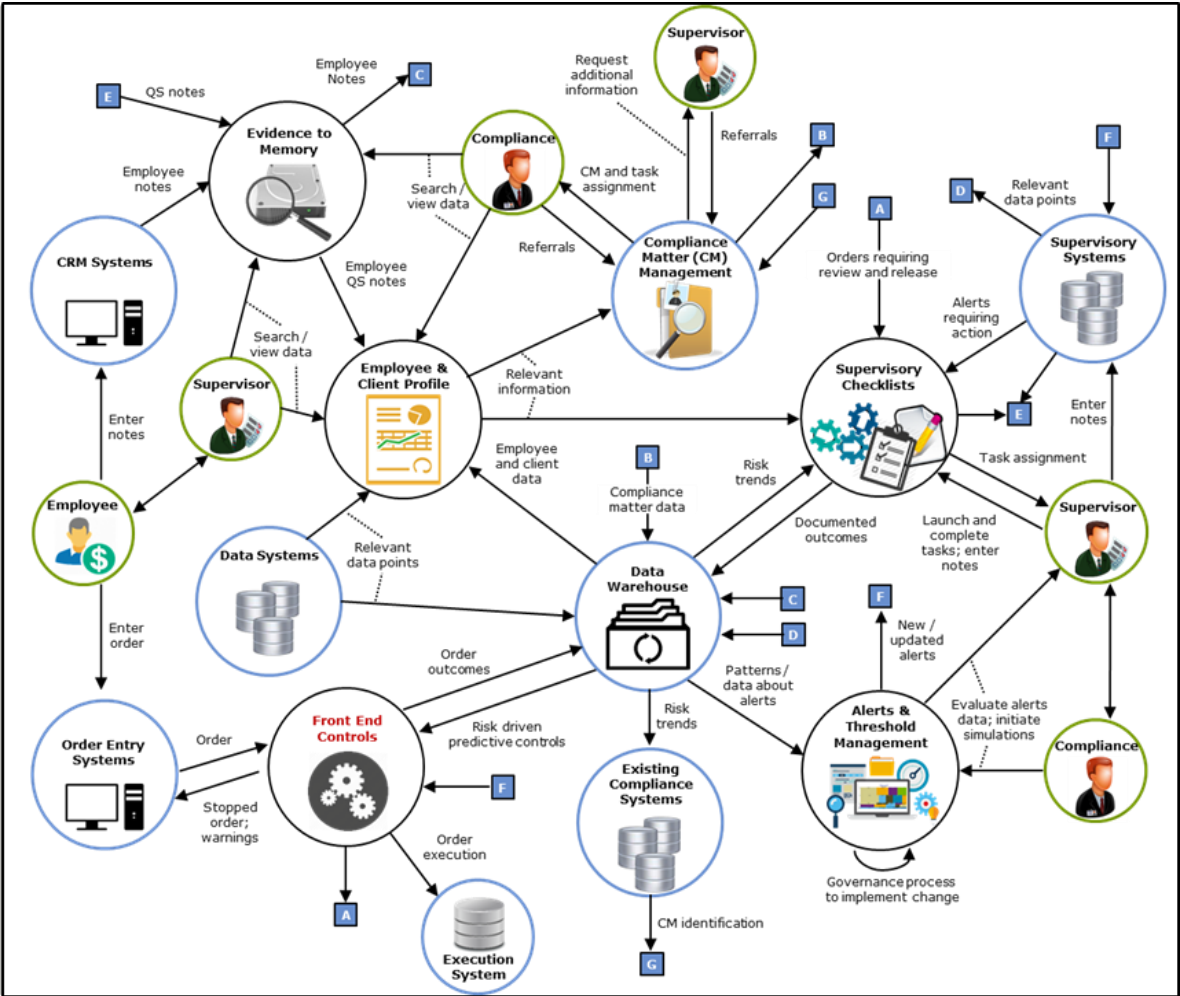 Supervisor
Request
additional
information
Employee
Notes
C
E
QS notes
Evidence to
Memory
Compliance
Referrals
B
F
CM and task
assignment
Employee
notes
Search /
view data
G
A
D
Relevant
data points
CRM Systems
Referrals
Compliance
Matter (CM)
Management
Orders requiring
review and release
Supervisory
Systems
Employee
QS notes
Alerts
requiring
action
Search /
view data
Employee &
Client Profile
Relevant
information
Supervisory
Checklists
Supervisor
Enter
notes
E
Enter
notes
Employee
and client
data
B
Risk
trends
Task assignment
Compliance
matter data
Employee
Supervisor
Data Systems
Relevant
data points
Documented
outcomes
Launch and
complete
tasks; enter
notes
Data
Warehouse
C
F
D
Enter
order
New /
updated
alerts
Order
outcomes
Patterns /
data about
alerts
Front End
Controls
Risk driven
predictive controls
Risk
trends
Alerts &
Threshold
Management
Evaluate alerts
data; initiate
simulations
Order Entry
Systems
Order
Compliance
Existing
Compliance
Systems
F
Stopped
order;
warnings
Order
execution
Governance process
to implement change
A
CM identification
Execution
System
G